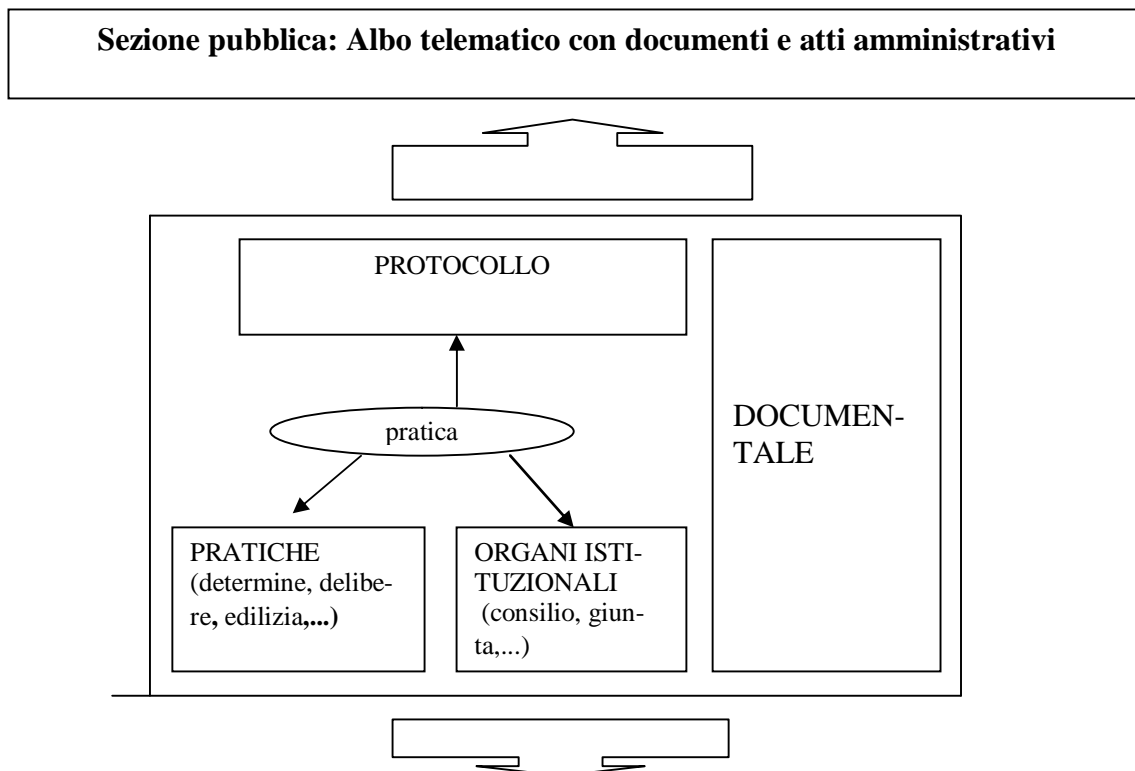 Sezione pubblica: Albo telematico con documenti e atti amministrativi
PROTOCOLLO
pratica
DOCUMEN-
TALE
PRATICHE
(determine, delibe-
re, edilizia,...)
ORGANI ISTI-
TUZIONALI
(consilio, giun-
ta,...)